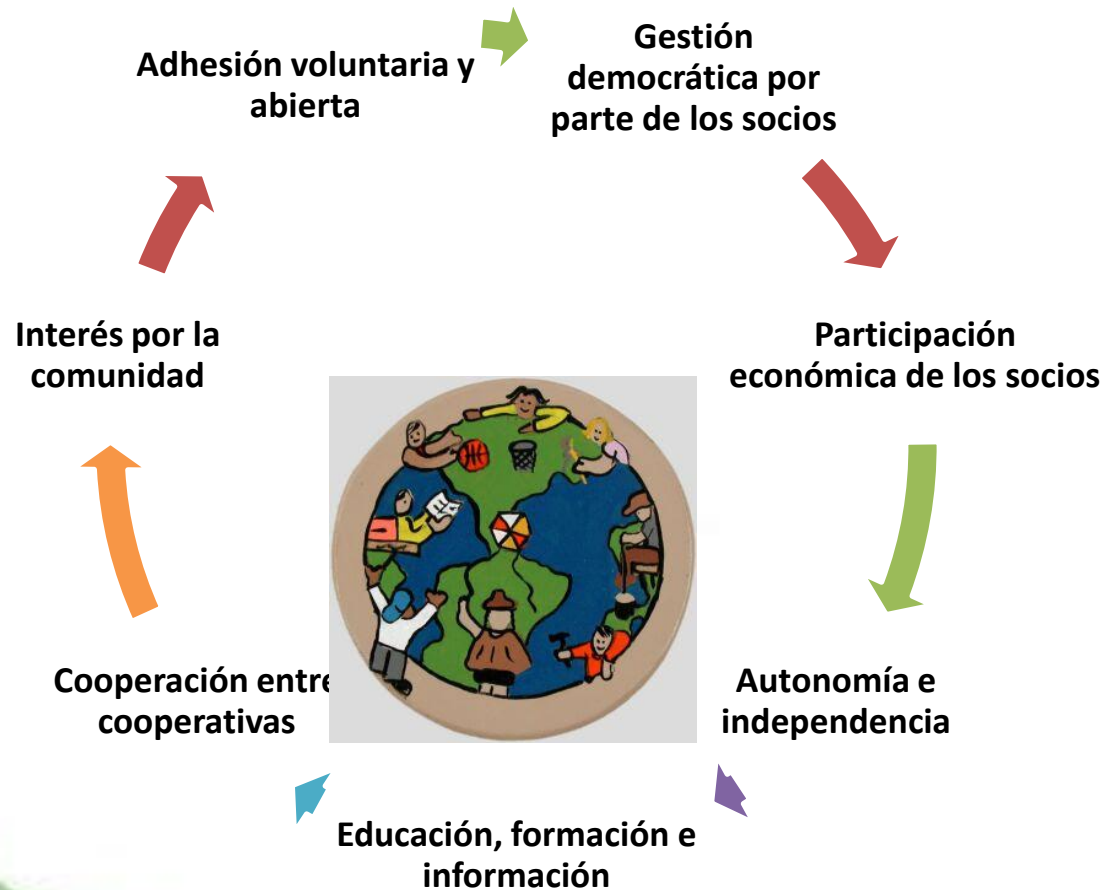 Adhesión voluntaria y
abierta
Gestión
democrática por
parte de los socios
Participación
económica de los socios
Autonomía e
independencia
Educación, formación e
información
Cooperación entre
cooperativas
Interés por la
comunidad